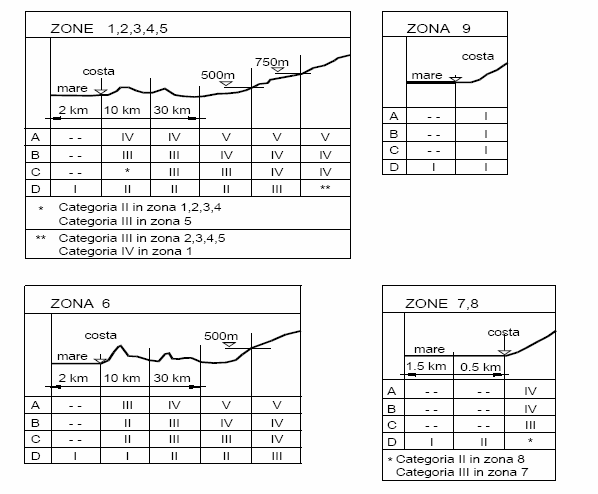 ZONE 1,2,3,4,5
costa
mare
500m
750m
2 km 10 km 30 km
A -- IV IV V V V
B -- III III IV IV IV
C -- * III III IV IV
D I II II II III **
* Categoria II in zona 1,2,3,4
Categoria III in zona 5
** Categoria III in zona 2,3,4,5
Categoria IV in zona 1
ZONA 9
costa
mare
A -- I
B -- I
C -- I
D I I
ZONA 6
costa
mare
500m
2 km 10 km 30 km
A -- III IV V V
B -- II III IV IV
C -- II III III IV
D I I II II III
ZONE 7,8
costa
mare
1.5 km 0.5 km
A -- -- IV
B -- -- IV
C -- -- III
D I II *
* Categoria II in zona 8
Categoria III in zona 7